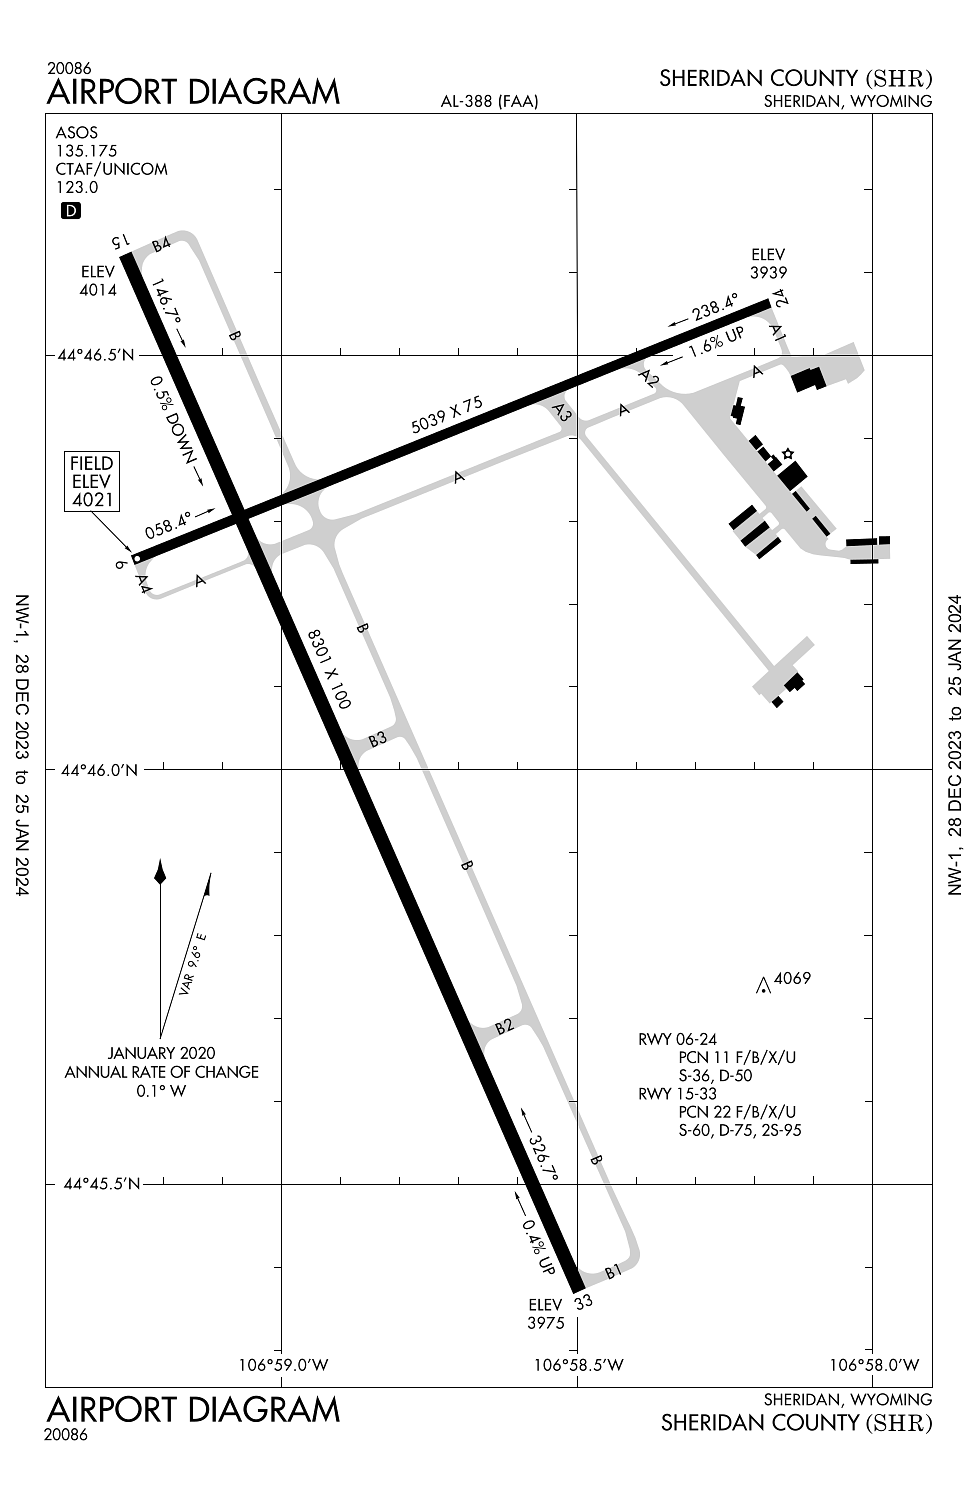 20086
AIRPORT DIAGRAM
AL-388 (FAA)
SHERIDAN COUNTY (SHR)
SHERIDAN, WYOMING
ASOS
135.175
CTAF/UNICOM
123.0
D
15
B4
ELEV
4014
146.7°
B
ELEV
3939
24
238.4°
1.6% UP
A1
44°46.5'N
0.5% DOWN
A2
A
A3
A
5039 X 75
A
FIELD
ELEV
4021
058.4°
6
A4
A
B
8301 X 100
B3
44°46.0'N
B
VAR 9.6° E
JANUARY 2020
ANNUAL RATE OF CHANGE
0.1° W
4069
B2
RWY 06-24
PCN 11 F/B/X/U
S-36, D-50
RWY 15-33
PCN 22 F/B/X/U
S-60, D-75, 2S-95
326.7°
B
44°45.5'N
0.4% UP
B1
ELEV
3975
33
106°59.0'W
106°58.5'W
106°58.0'W
NW-1, 28 DEC 2023 to 25 JAN 2024
NW-1, 28 DEC 2023 to 25 JAN 2024
AIRPORT DIAGRAM
20086
SHERIDAN, WYOMING
SHERIDAN COUNTY (SHR)